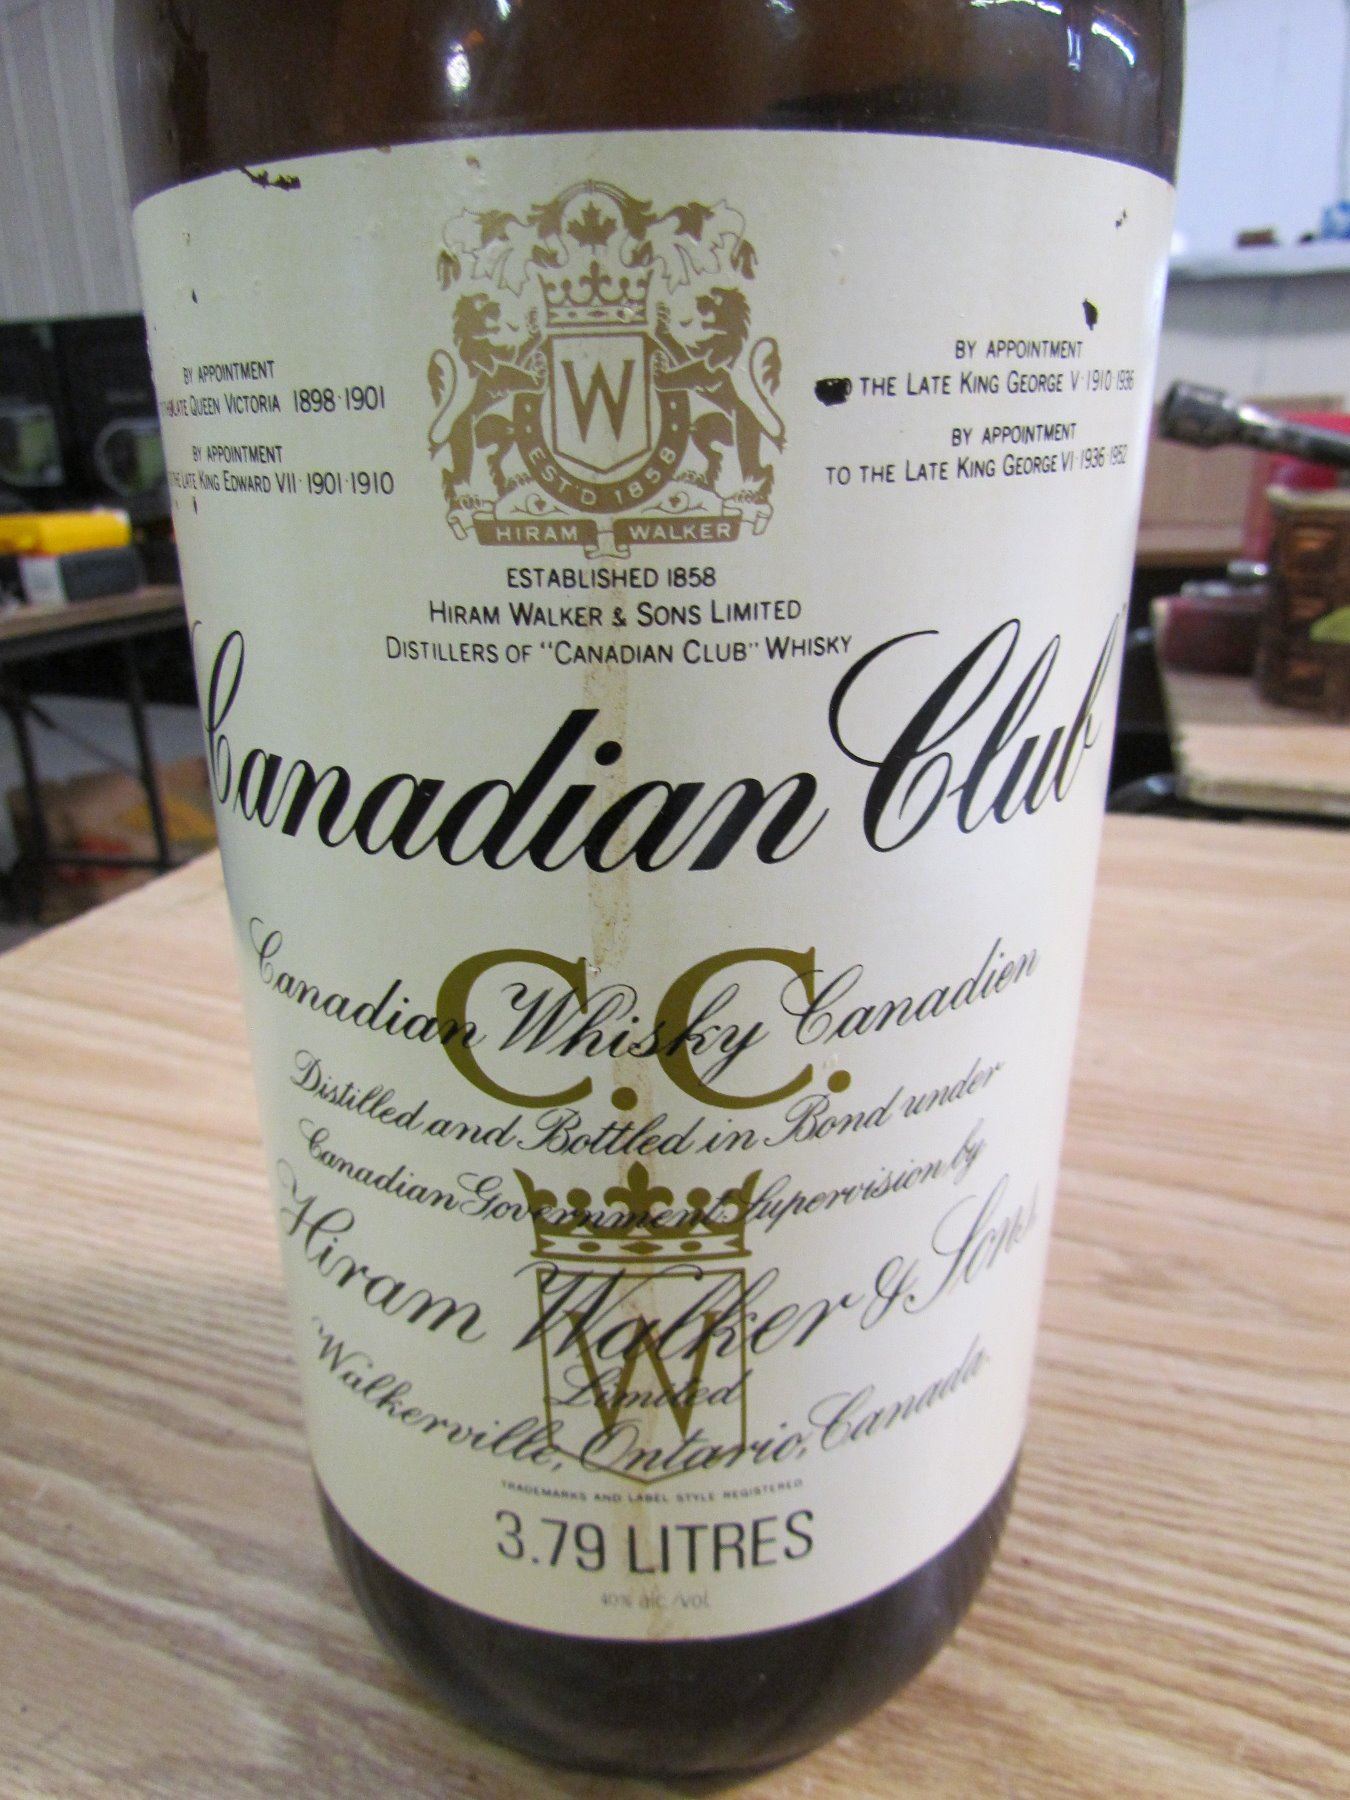 W
EST'D 1858
HIRAM WALKER
BY APPOINTMENT
LATE QUEEN VICTORIA 1898·1901
BY APPOINTMENT
THE LATE KING EDWARD VII·1901·1910
BY APPOINTMENT
THE LATE KING GEORGE V·1910·1936
BY APPOINTMENT
TO THE LATE KING GEORGE VI·1936·1952
ESTABLISHED 1858
HIRAM WALKER & SONS LIMITED
DISTILLERS OF "CANADIAN CLUB" WHISKY
Canadian Club"
C.C.
Canadian Whisky Canadien
Distilled and Bottled in Bond under
Canadian Government Supervision by
Hiram Walker & Sons
W
Limited
Walkerville, Ontario, Canada.
TRADEMARKS AND LABEL STYLE REGISTERED
3.79 LITRES
40% alc/vol